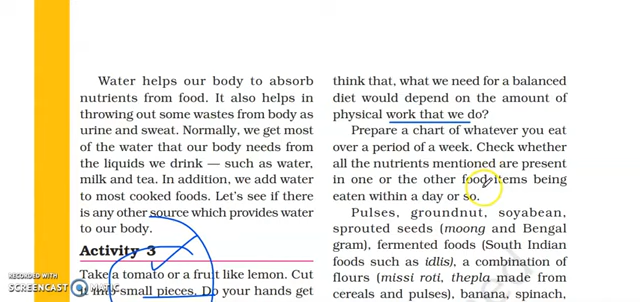 Water helps our body to absorb
nutrients from food. It also helps in
throwing out some wastes from body as
urine and sweat. Normally, we get most
of the water that our body needs from
the liquids we drink — such as water,
milk and tea. In addition, we add water
to most cooked foods. Let's see if there
is any other source which provides water
to our body.
Activity 3
Take a tomato or a fruit like lemon. Cut
it into small pieces. Do your hands get
think that, what we need for a balanced
diet would depend on the amount of
physical work that we do?
Prepare a chart of whatever you eat
over a period of a week. Check whether
all the nutrients mentioned are present
in one or the other food items being
eaten within a day or so.
Pulses, groundnut, soyabean,
sprouted seeds (moong and Bengal
gram), fermented foods (South Indian
foods such as idlis), a combination of
flours (missi roti, thepla made from
cereals and pulses), banana, spinach,
RECORDED WITH
SCREENCAST MATIC